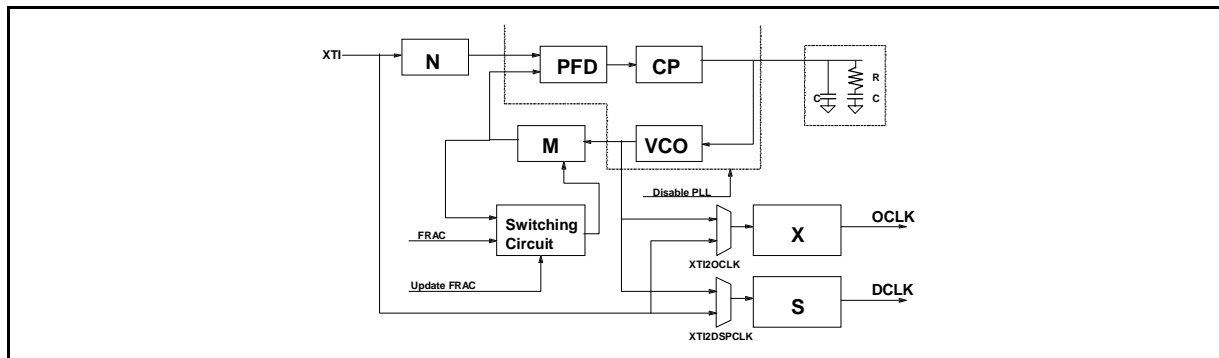 XTI
N
PFD
CP
R
C
C
M
VCO
Disable PLL
Switching
Circuit
FRAC
Update FRAC
X
OCLK
XTI2OCLK
S
DCLK
XTI2DSPCLK